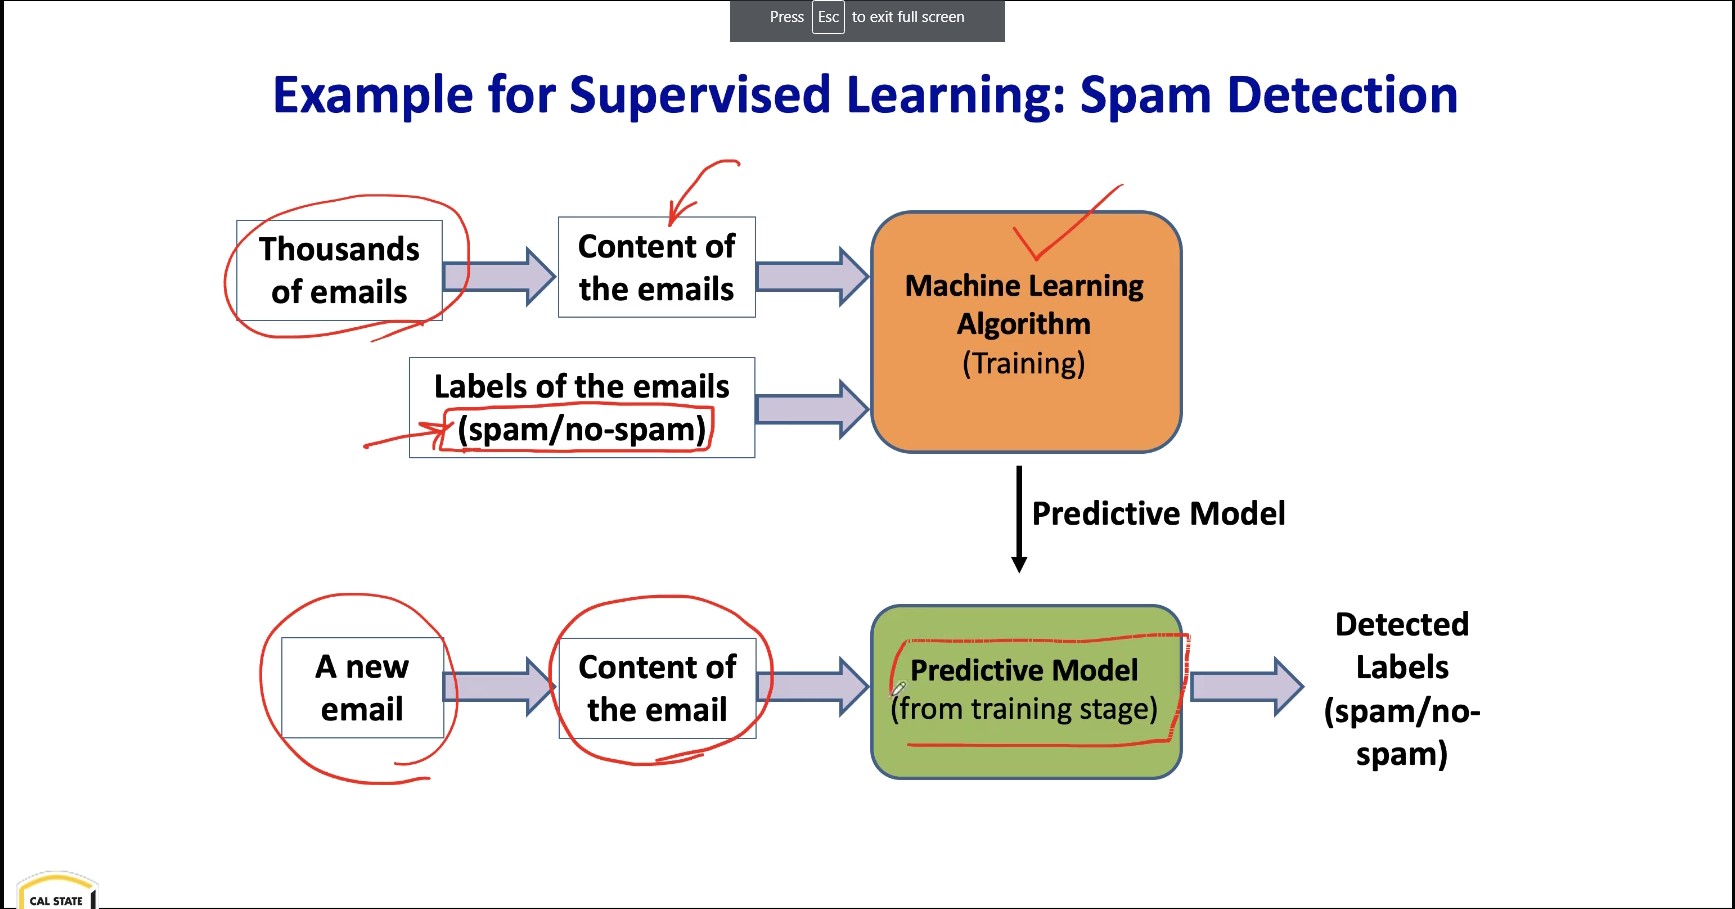 Press Esc to exit full screen
Example for Supervised Learning: Spam Detection
Thousands
of emails
Content of
the emails
Machine Learning
Algorithm
(Training)
Labels of the emails
(spam/no-spam)
Predictive Model
A new
email
Content of
the email
Predictive Model
(from training stage)
Detected
Labels
(spam/no-
spam)
CAL STATE